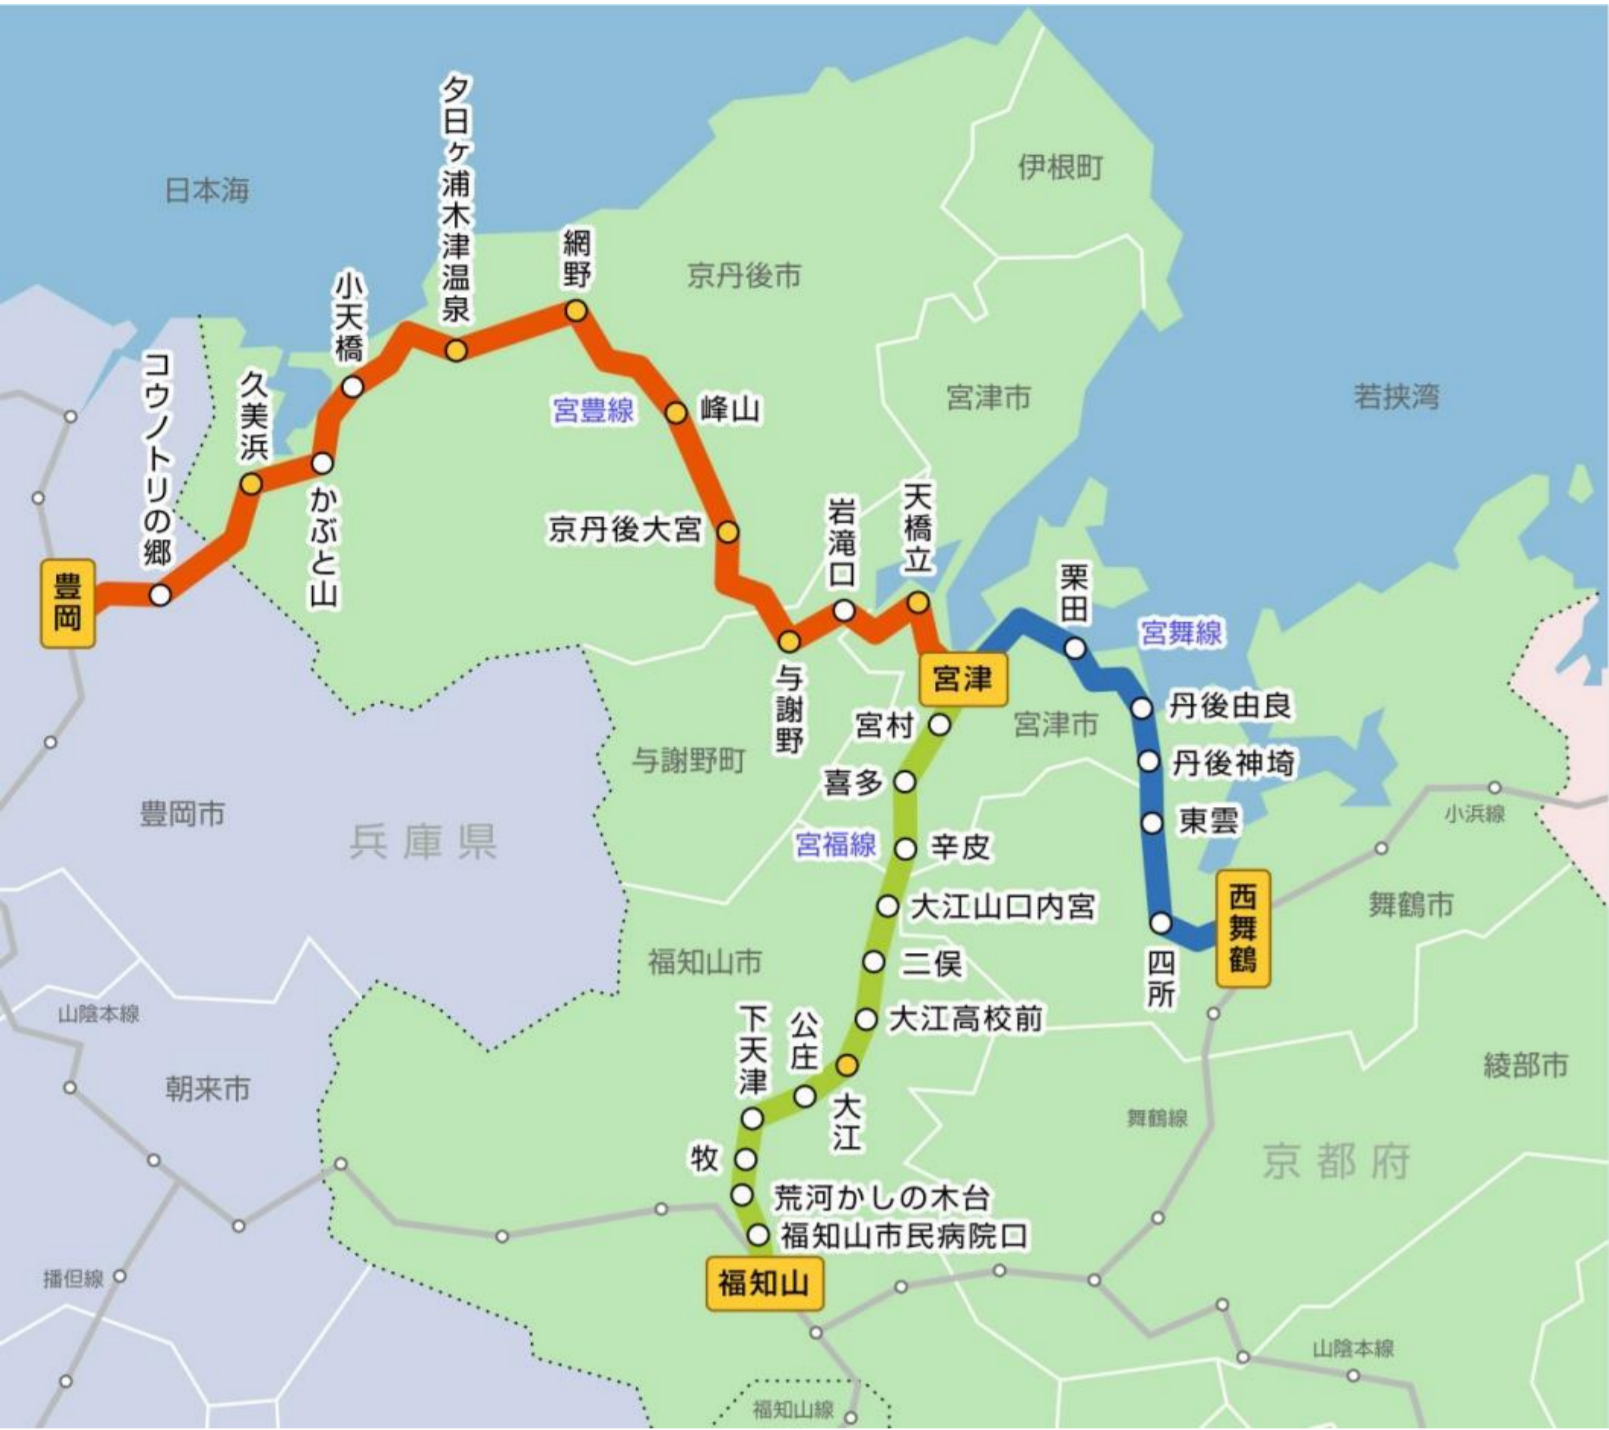 日本海
伊根町
京丹後市
宮津市
若挟湾
夕日ヶ浦木津温泉
網野
小天橋
コウノトリの郷
久美浜
かぶと山
宮豊線
峰山
京丹後大宮
岩滝口
天橋立
豊岡
与謝野
宮津
栗田
宮舞線
丹後由良
丹後神埼
東雲
四所
西舞鶴
宮津市
宮村
喜多
宮福線
辛皮
大江山口内宮
二俣
大江高校前
大江
公庄
下天津
牧
荒河かしの木台
福知山市民病院口
福知山
与謝野町
豊岡市
兵庫県
福知山市
山陰本線
朝来市
播但線
小浜線
舞鶴市
綾部市
舞鶴線
京都府
山陰本線
福知山線